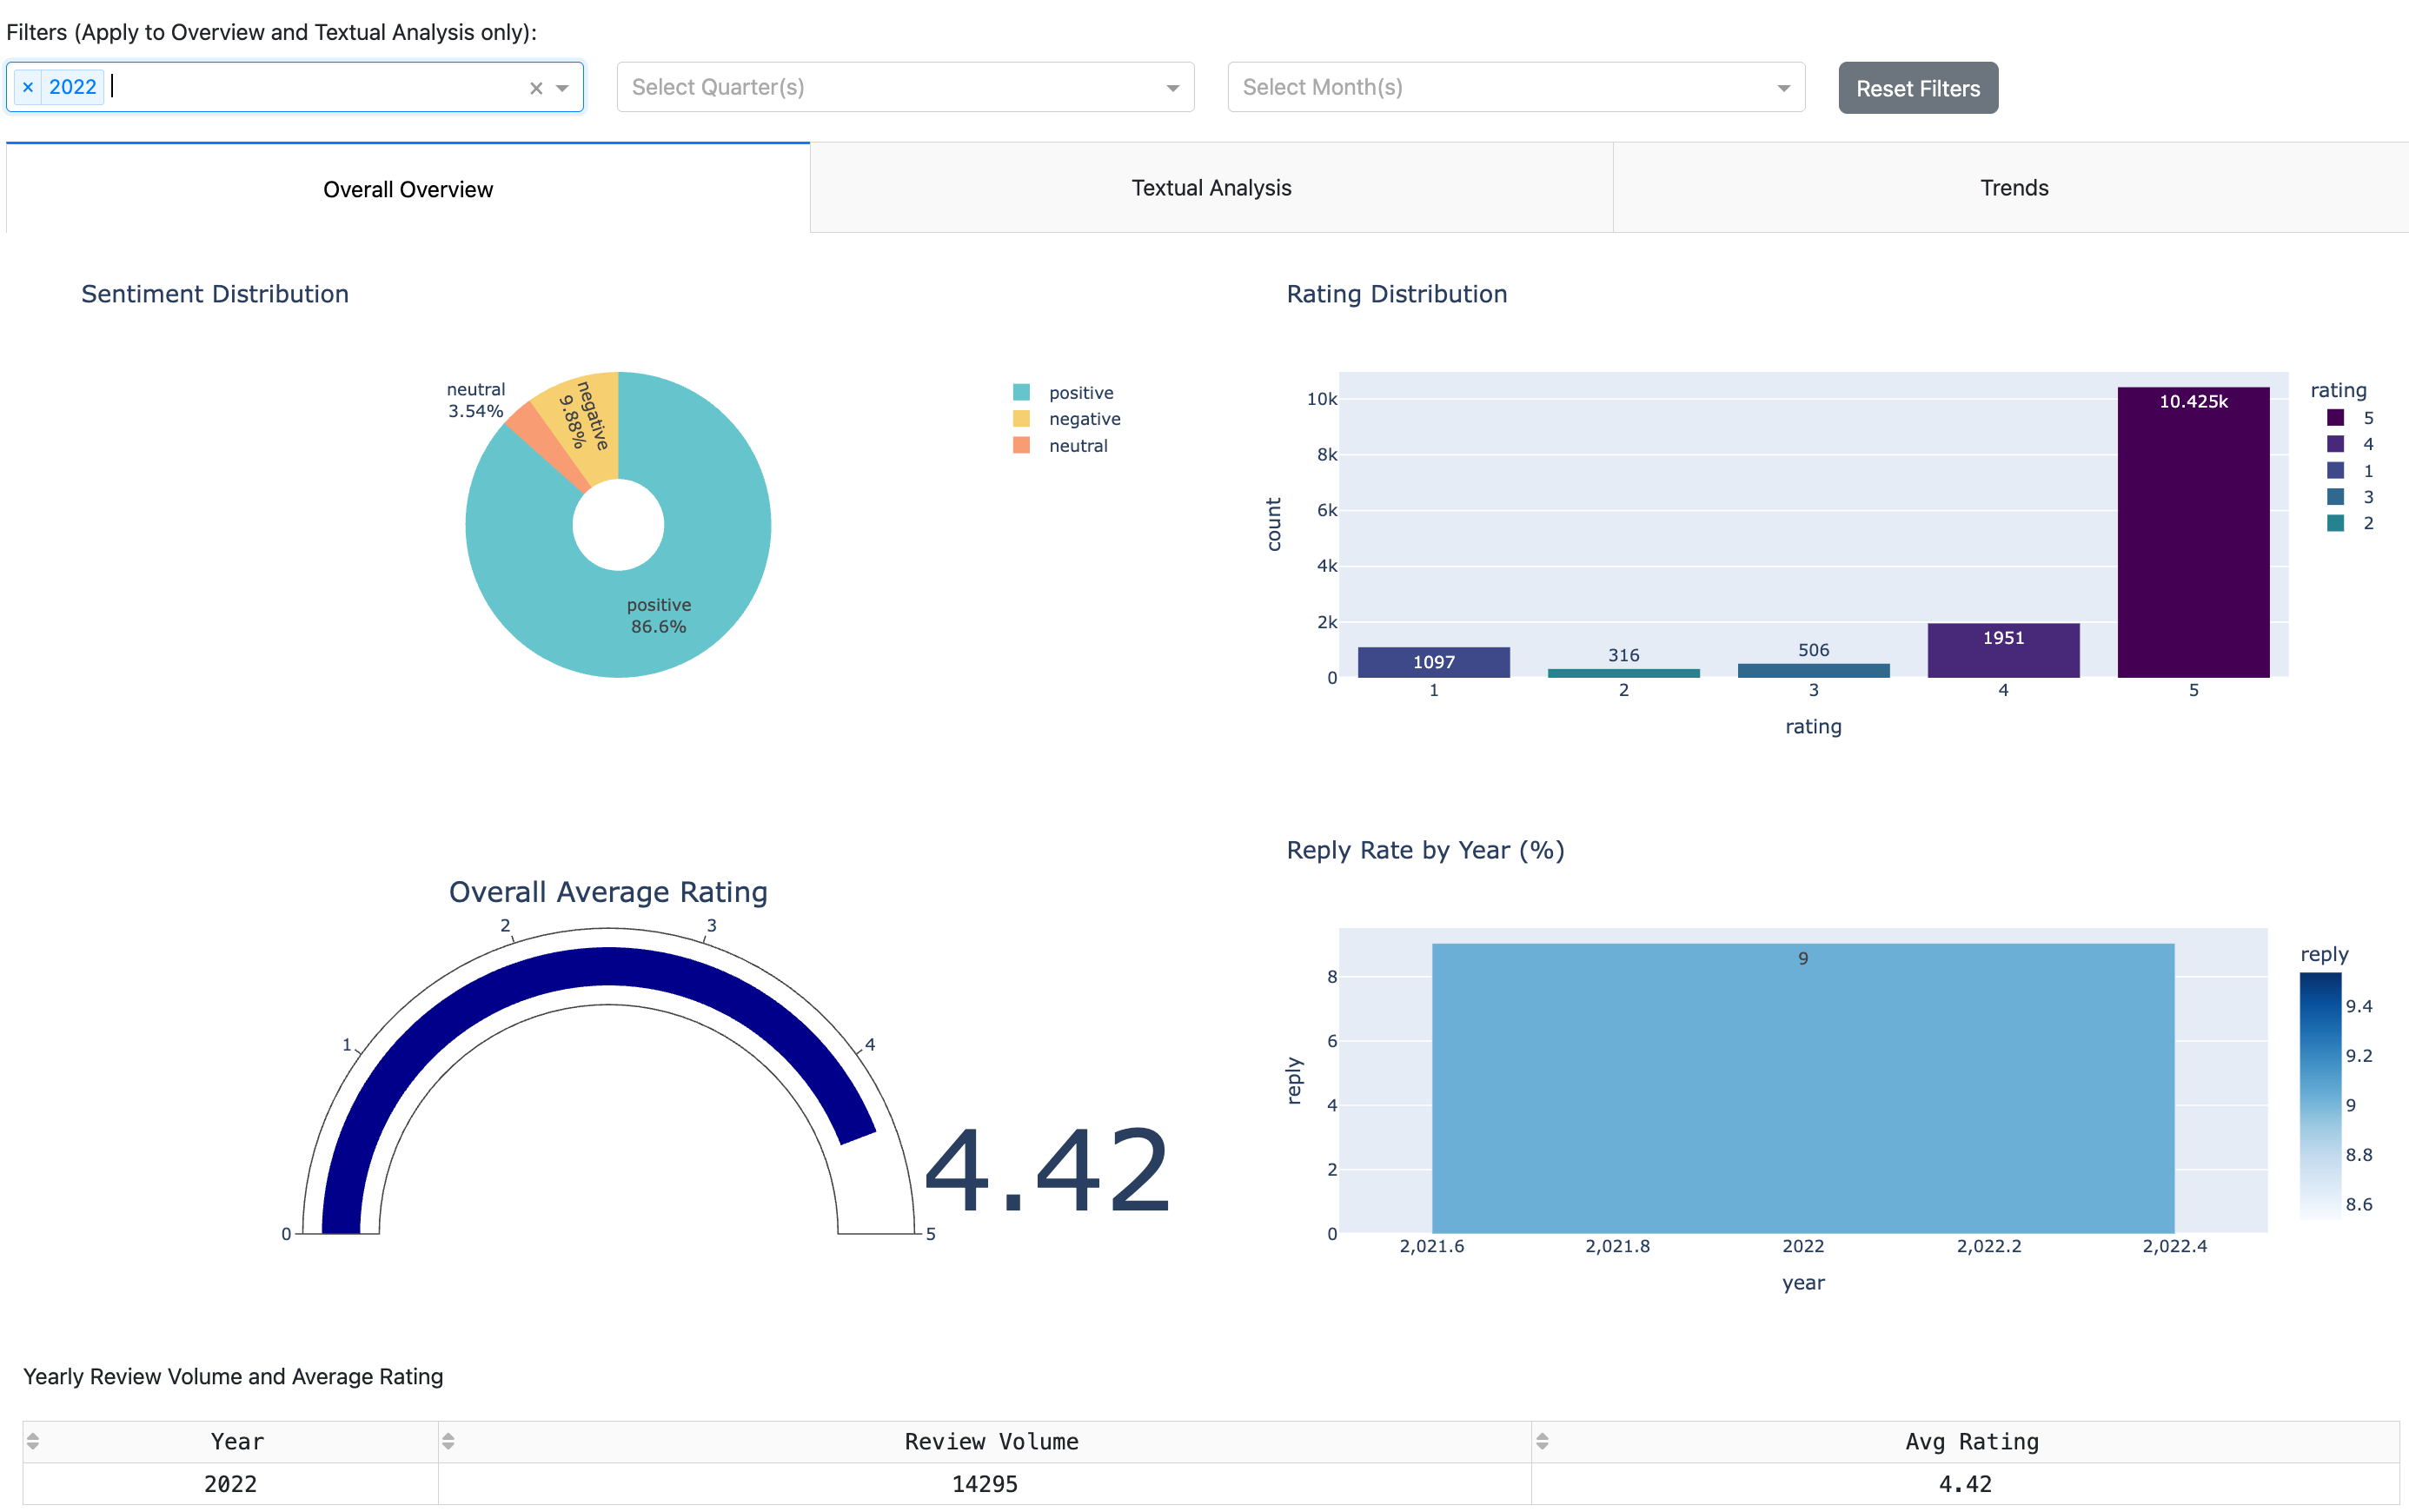 Filters (Apply to Overview and Textual Analysis only):
× 2022 ×
Select Quarter(s)
Select Month(s)
Reset Filters
Overall Overview
Textual Analysis
Trends
Sentiment Distribution
neutral
3.54%
negative
9.88%
positive
86.6%
positive
negative
neutral
Rating Distribution
10k
8k
6k
4k
2k
0
count
1097
316
506
1951
10.425k
1 2 3 4 5
rating
rating
5
4
1
3
2
Overall Average Rating
0
1
2
3
4
5
4.42
Reply Rate by Year (%)
8
6
4
2
0
reply
9
2,021.6 2,021.8 2022 2,022.2 2,022.4
year
reply
9.4
9.2
9
8.8
8.6
Yearly Review Volume and Average Rating
Year Review Volume Avg Rating
2022 14295 4.42